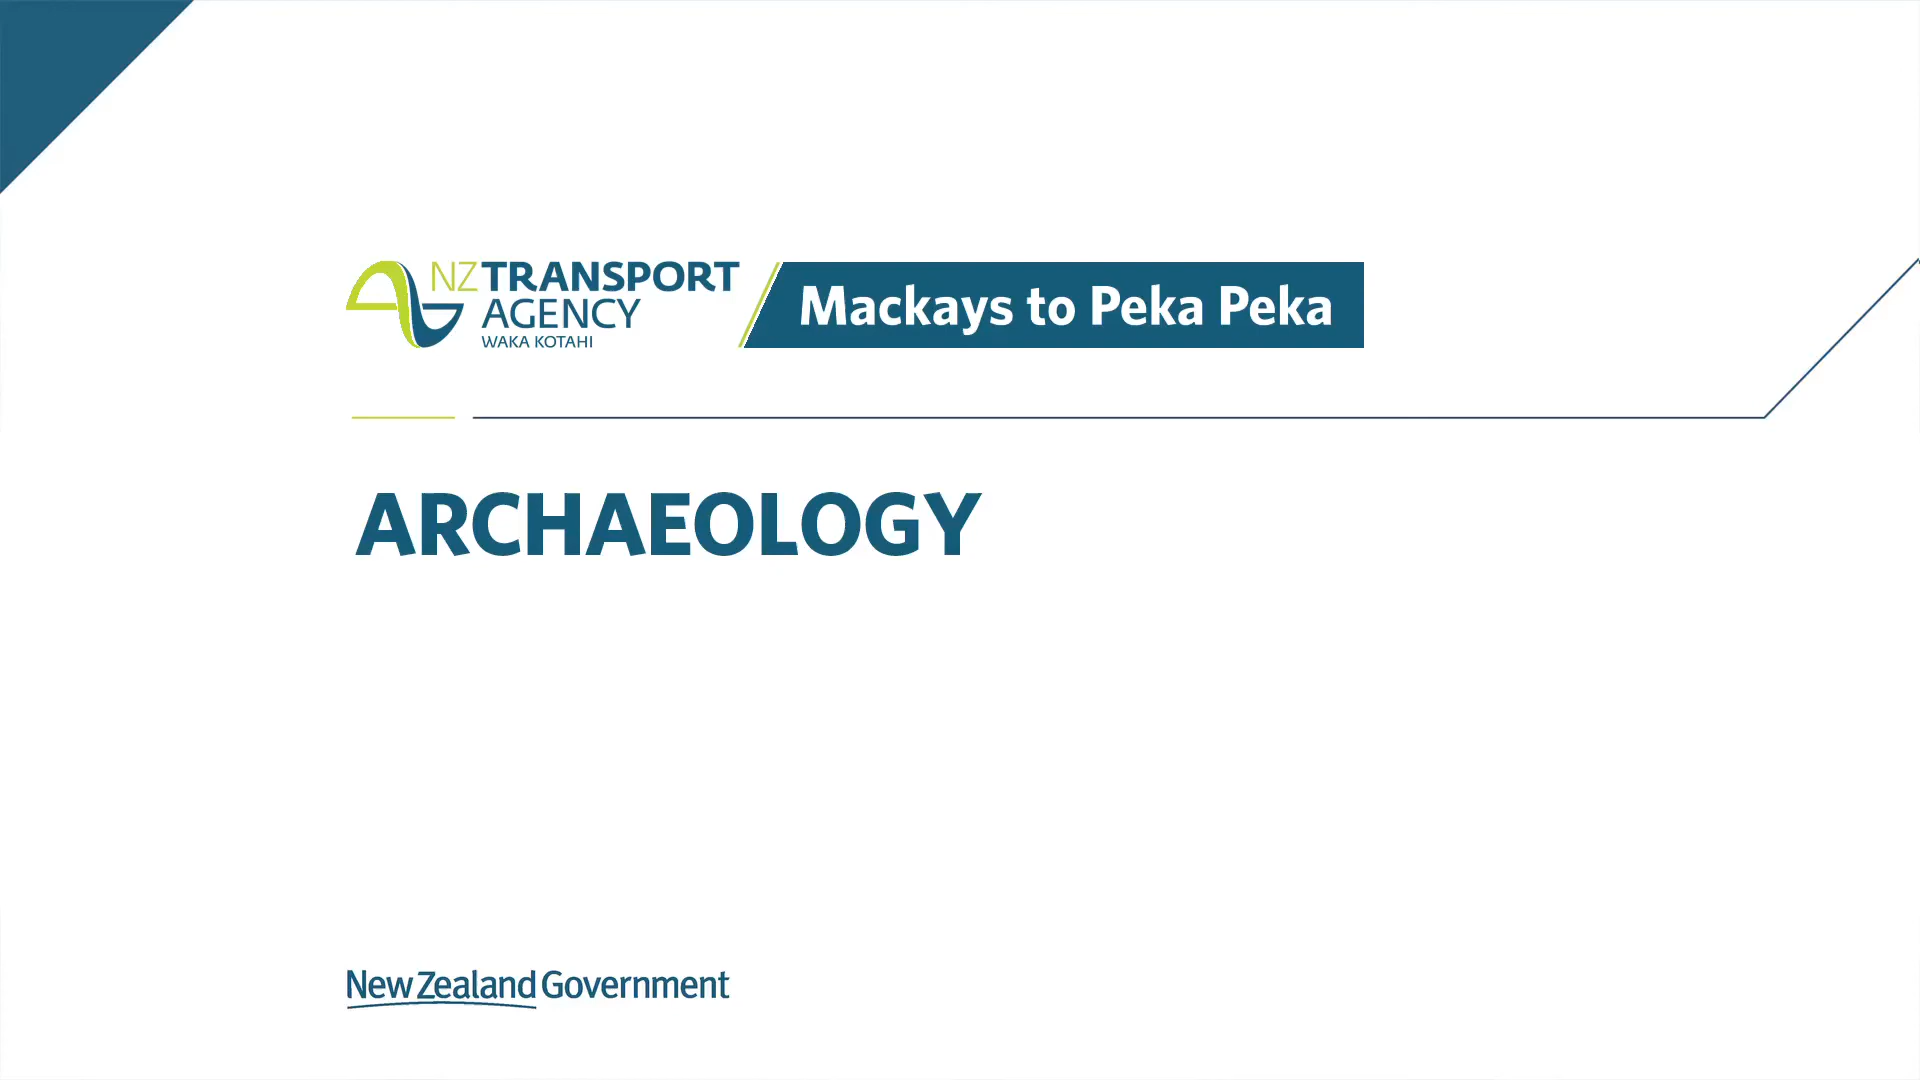 NZ TRANSPORT
AGENCY
WAKA KOTAHI
Mackays to Peka Peka
ARCHAEOLOGY
New Zealand Government